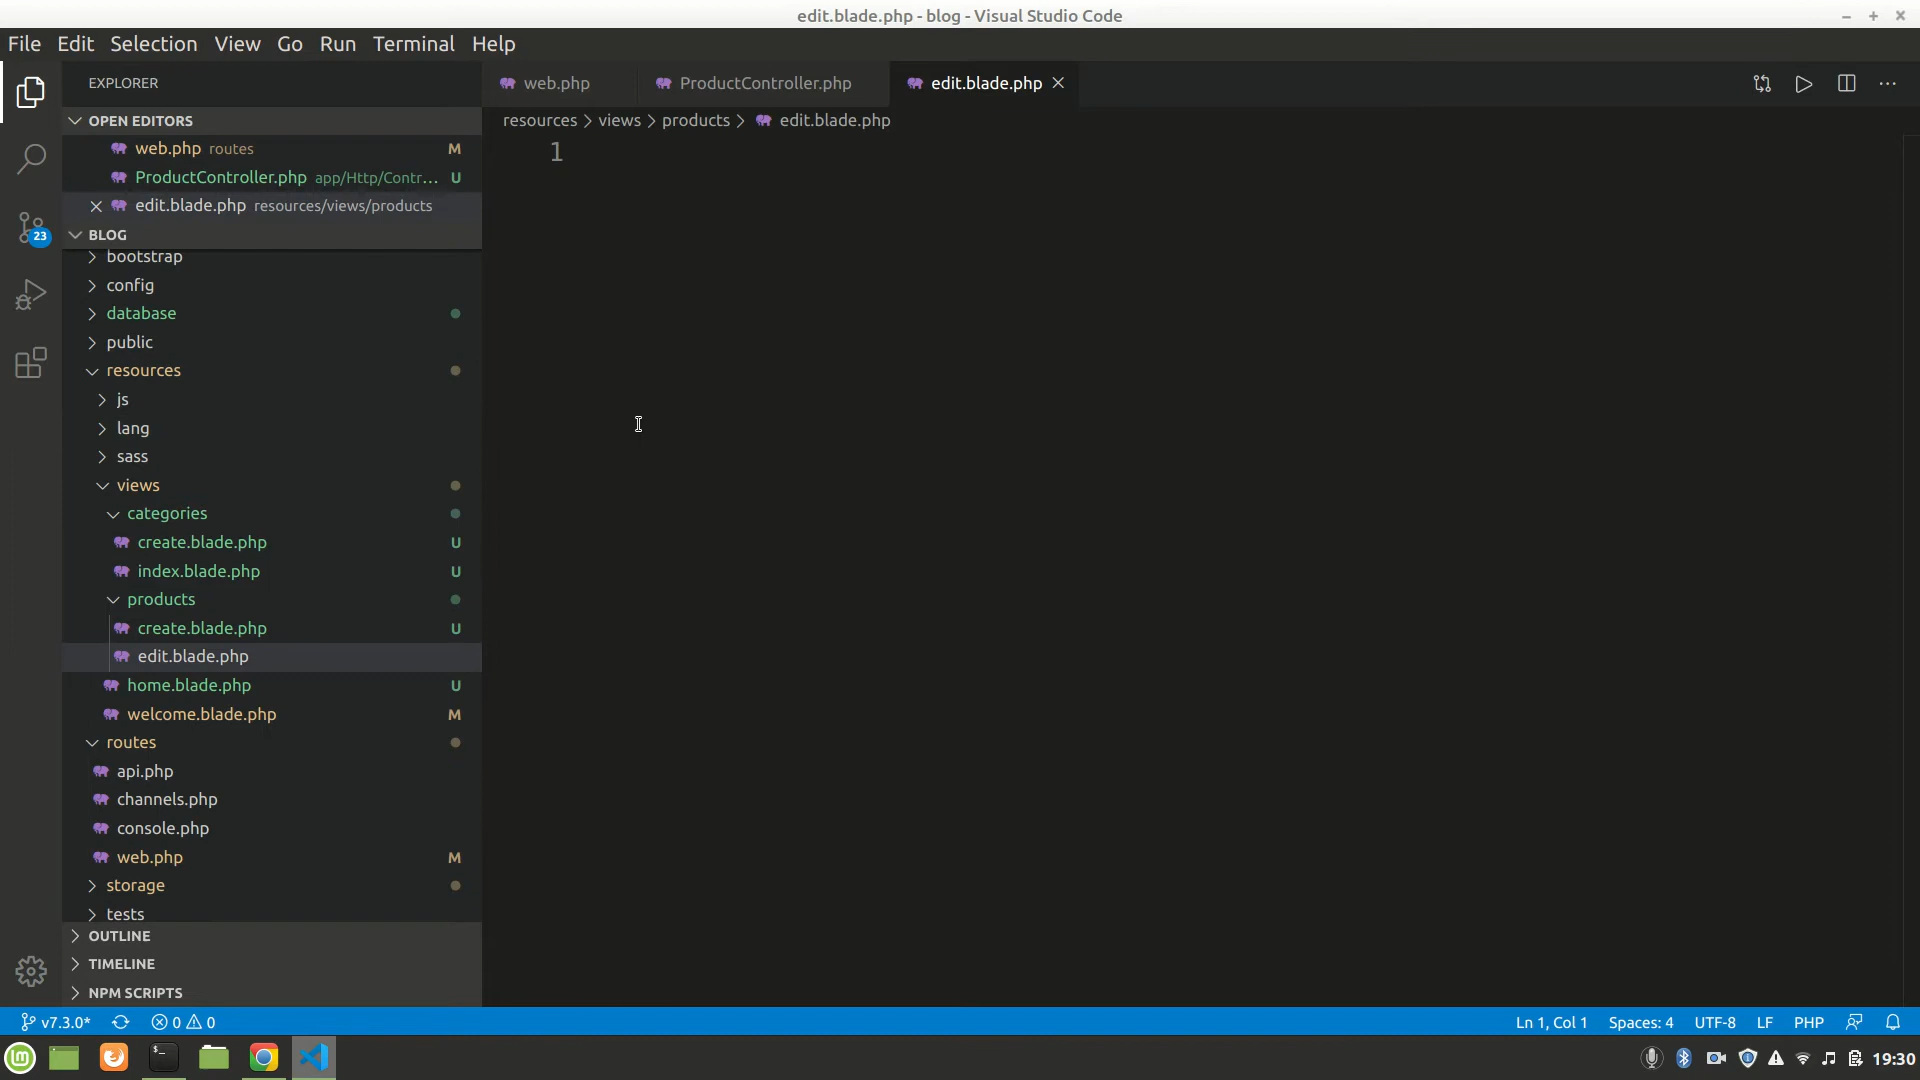 edit.blade.php - blog - Visual Studio Code
File Edit Selection View Go Run Terminal Help
EXPLORER
web.php ProductController.php edit.blade.php
OPEN EDITORS
resources > views > products > edit.blade.php
web.php routes M
1
ProductController.php app/Http/Contr... U
edit.blade.php resources/views/products
BLOG
bootstrap
config
database
public
resources
js
lang
sass
views
categories
create.blade.php U
index.blade.php U
products
create.blade.php U
edit.blade.php
home.blade.php U
welcome.blade.php M
routes
api.php
channels.php
console.php
web.php M
storage
tests
OUTLINE
TIMELINE
NPM SCRIPTS
23
v7.3.0* 0 0 Ln 1, Col 1 Spaces: 4 UTF-8 LF PHP
19:30